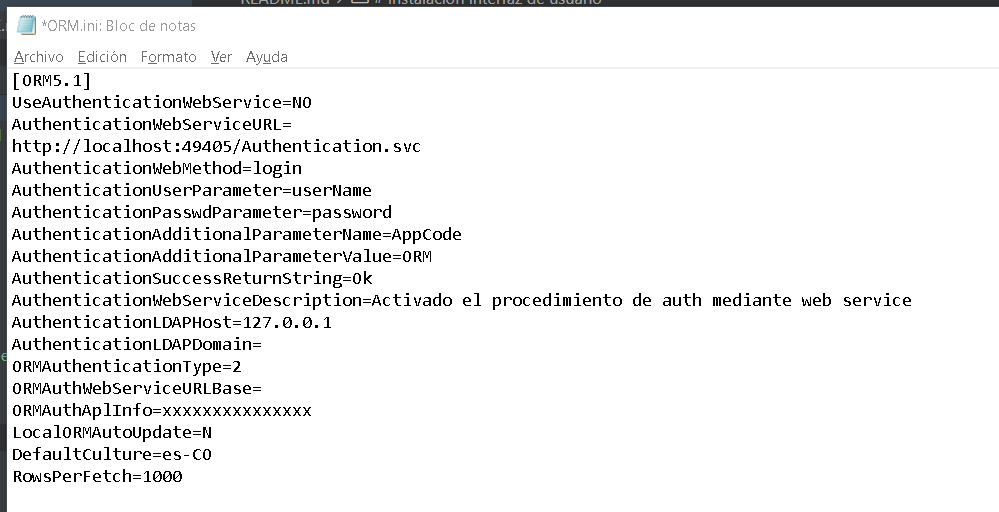 README.md > # Instalación interfaz de usuario
*ORM.ini: Bloc de notas
Archivo Edición Formato Ver Ayuda
[ORM5.1]
UseAuthenticationWebService=NO
AuthenticationWebServiceURL=
http://localhost:49405/Authentication.svc
AuthenticationWebMethod=login
AuthenticationUserParameter=userName
AuthenticationPasswdParameter=password
AuthenticationAdditionalParameterName=AppCode
AuthenticationAdditionalParameterValue=ORM
AuthenticationSuccessReturnString=Ok
AuthenticationWebServiceDescription=Activado el procedimiento de auth mediante web service
AuthenticationLDAPHost=127.0.0.1
AuthenticationLDAPDomain=
ORMAuthenticationType=2
ORMAuthWebServiceURLBase=
ORMAuthAplInfo=xxxxxxxxxxxxxxx
LocalORMAutoUpdate=N
DefaultCulture=es-CO
RowsPerFetch=1000